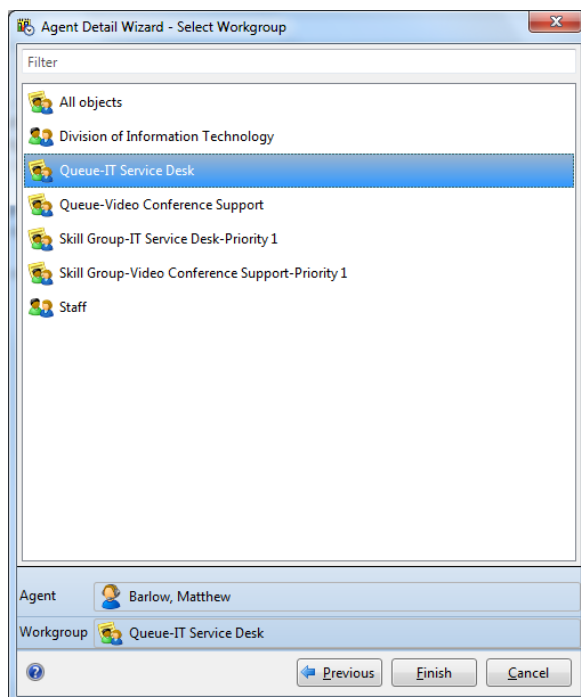 Agent Detail Wizard - Select Workgroup
Filter
All objects
Division of Information Technology
Queue-IT Service Desk
Queue-Video Conference Support
Skill Group-IT Service Desk-Priority 1
Skill Group-Video Conference Support-Priority 1
Staff
Agent Barlow, Matthew
Workgroup Queue-IT Service Desk
? Previous Finish Cancel